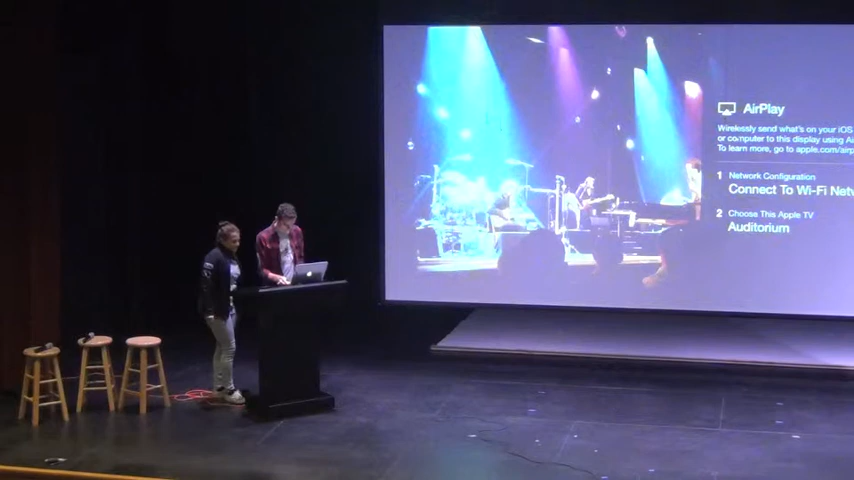 AirPlay
Wirelessly send what's on your iOS
or computer to this display using
To learn more, go to apple.com/airp
1 Network Configuration
Connect to Wi-Fi Netw
2 Choose This Apple TV
Auditorium